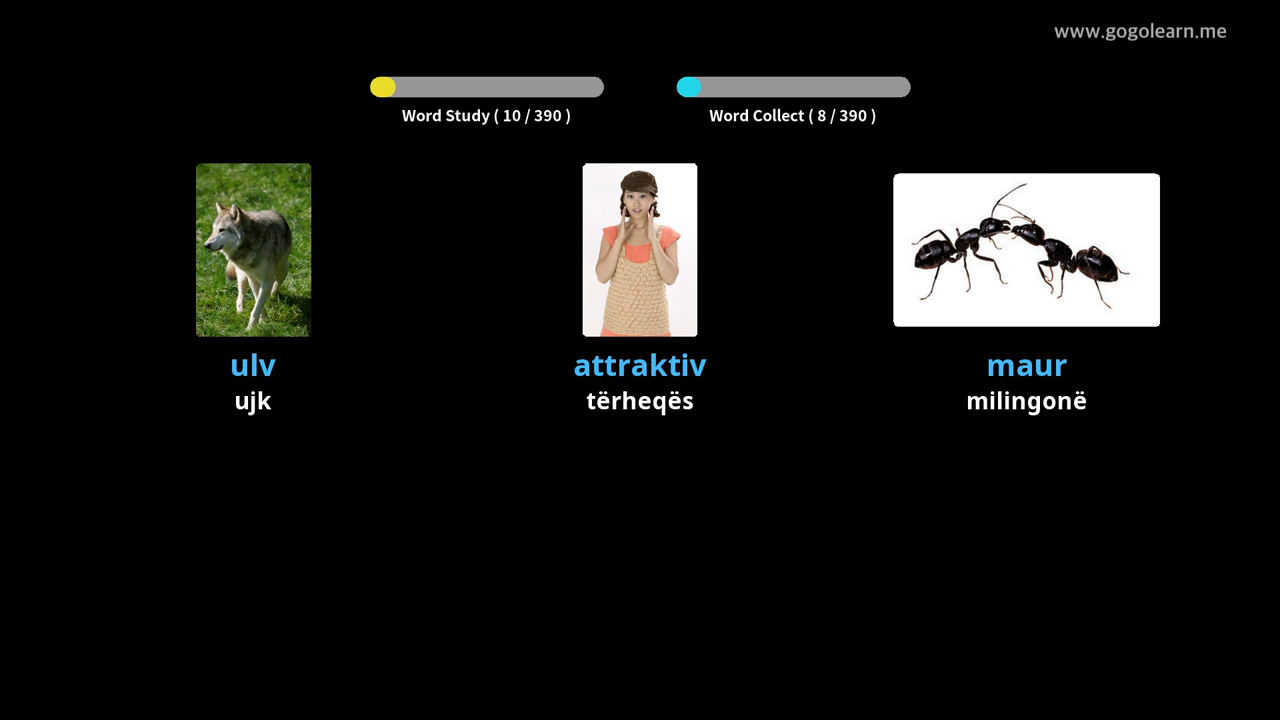 www.gogolearn.me
Word Study ( 10 / 390 )
Word Collect ( 8 / 390 )
ulv
ujk
attraktiv
tërheqës
maur
milingonë